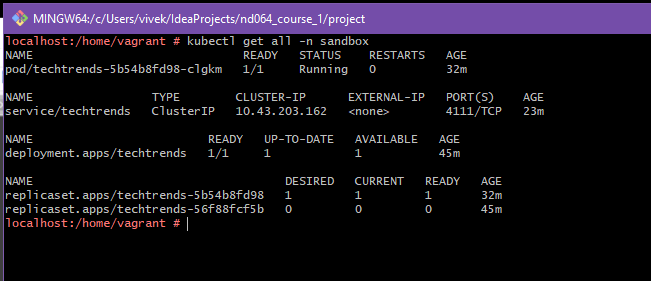 MINGW64:/c/Users/vivek/IdeaProjects/nd064_course_1/project
localhost:/home/vagrant # kubectl get all -n sandbox
NAME READY STATUS RESTARTS AGE
pod/techtrends-5b54b8fd98-clgkm 1/1 Running 0 32m
NAME TYPE CLUSTER-IP EXTERNAL-IP PORT(S) AGE
service/techtrends ClusterIP 10.43.203.162 <none> 4111/TCP 23m
NAME READY UP-TO-DATE AVAILABLE AGE
deployment.apps/techtrends 1/1 1 1 45m
NAME DESIRED CURRENT READY AGE
replicaset.apps/techtrends-5b54b8fd98 1 1 1 32m
replicaset.apps/techtrends-56f88fcf5b 0 0 0 45m
localhost:/home/vagrant #